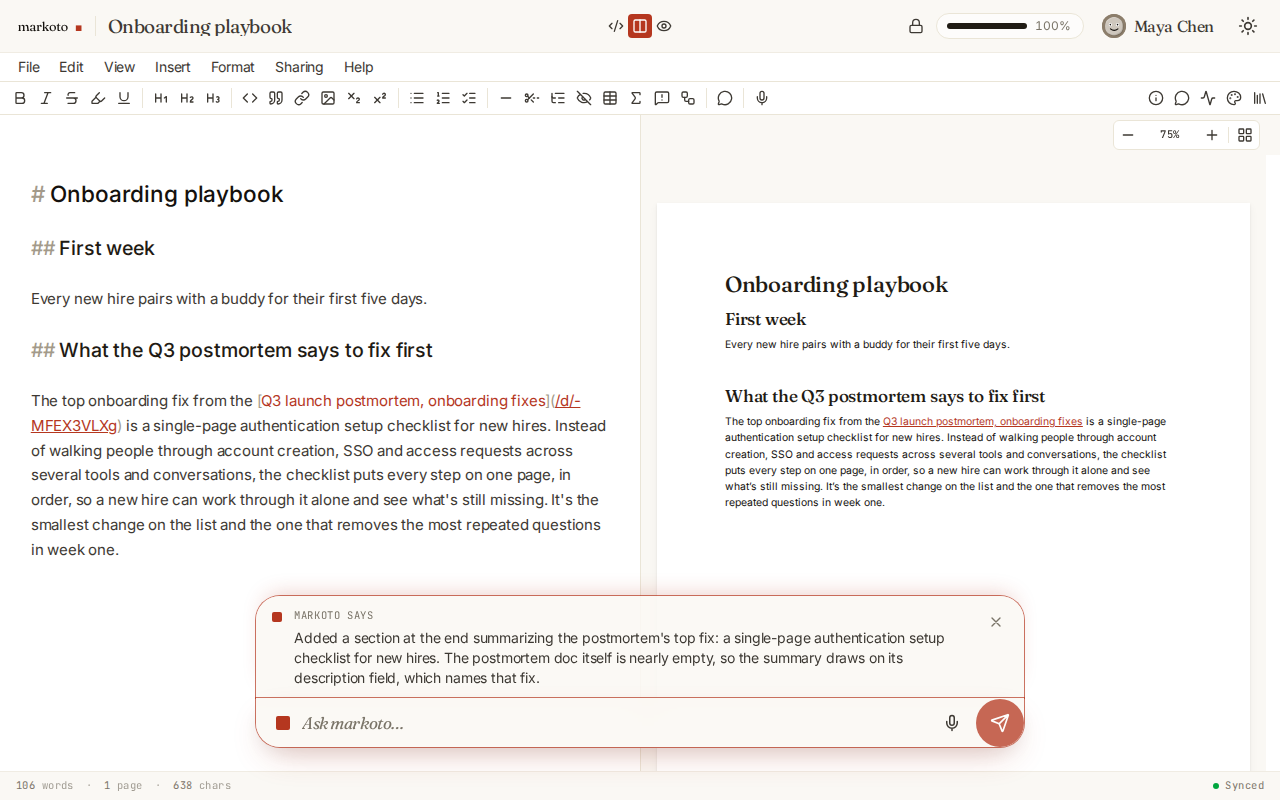 markoto
Onboarding playbook
100%
Maya Chen
File Edit View Insert Format Sharing Help
H1 H2 H3
75%
# Onboarding playbook
## First week
Every new hire pairs with a buddy for their first five days.
## What the Q3 postmortem says to fix first
The top onboarding fix from the [Q3 launch postmortem, onboarding fixes](/d/-
MFEX3VLXg) is a single-page authentication setup checklist for new hires. Instead
of walking people through account creation, SSO and access requests across
several tools and conversations, the checklist puts every step on one page, in
order, so a new hire can work through it alone and see what's still missing. It's the
smallest change on the list and the one that removes the most repeated questions
in week one.
Onboarding playbook
First week
Every new hire pairs with a buddy for their first five days.
What the Q3 postmortem says to fix first
The top onboarding fix from the Q3 launch postmortem, onboarding fixes is a single-page
authentication setup checklist for new hires. Instead of walking people through account
creation, SSO and access requests across several tools and conversations, the checklist
puts every step on one page, in order, so a new hire can work through it alone and see
what's still missing. It's the smallest change on the list and the one that removes the most
repeated questions in week one.
MARKOTO SAYS
Added a section at the end summarizing the postmortem's top fix: a single-page authentication setup
checklist for new hires. The postmortem doc itself is nearly empty, so the summary draws on its
description field, which names that fix.
Ask markoto...
106 words · 1 page · 638 chars
Synced